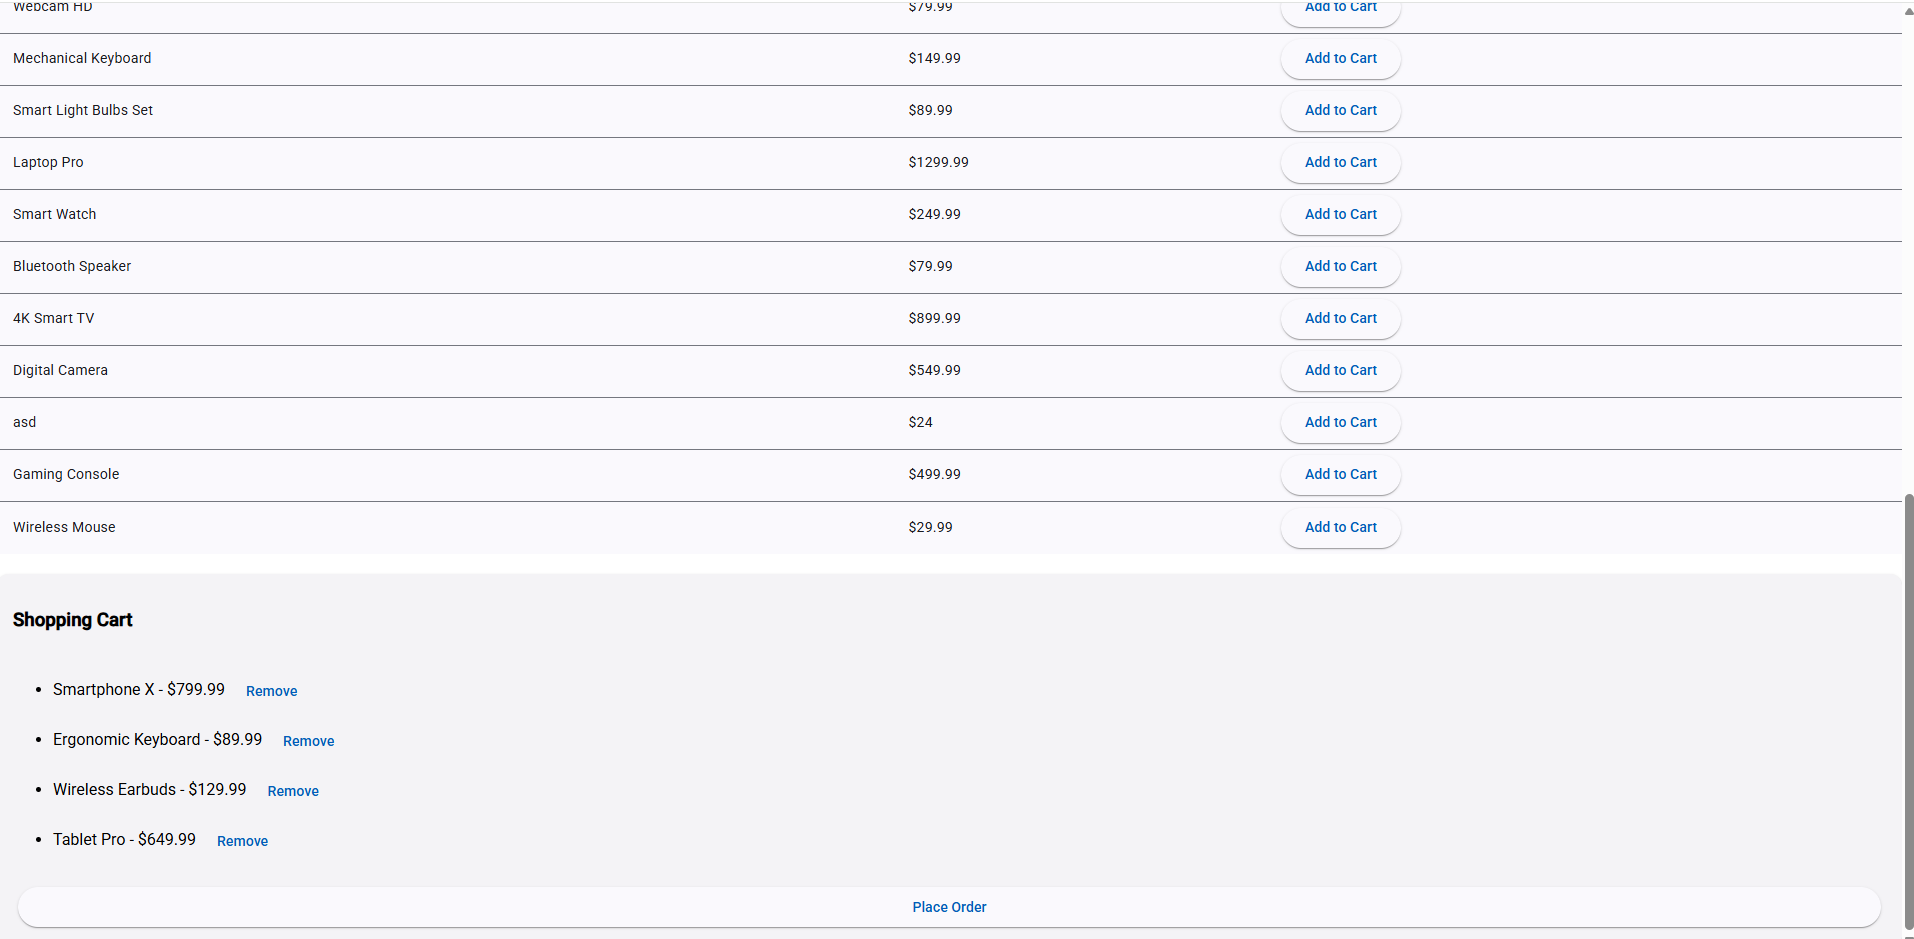 Webcam HD $79.99 Add to Cart
Mechanical Keyboard $149.99 Add to Cart
Smart Light Bulbs Set $89.99 Add to Cart
Laptop Pro $1299.99 Add to Cart
Smart Watch $249.99 Add to Cart
Bluetooth Speaker $79.99 Add to Cart
4K Smart TV $899.99 Add to Cart
Digital Camera $549.99 Add to Cart
asd $24 Add to Cart
Gaming Console $499.99 Add to Cart
Wireless Mouse $29.99 Add to Cart
Shopping Cart
• Smartphone X - $799.99 Remove
• Ergonomic Keyboard - $89.99 Remove
• Wireless Earbuds - $129.99 Remove
• Tablet Pro - $649.99 Remove
Place Order